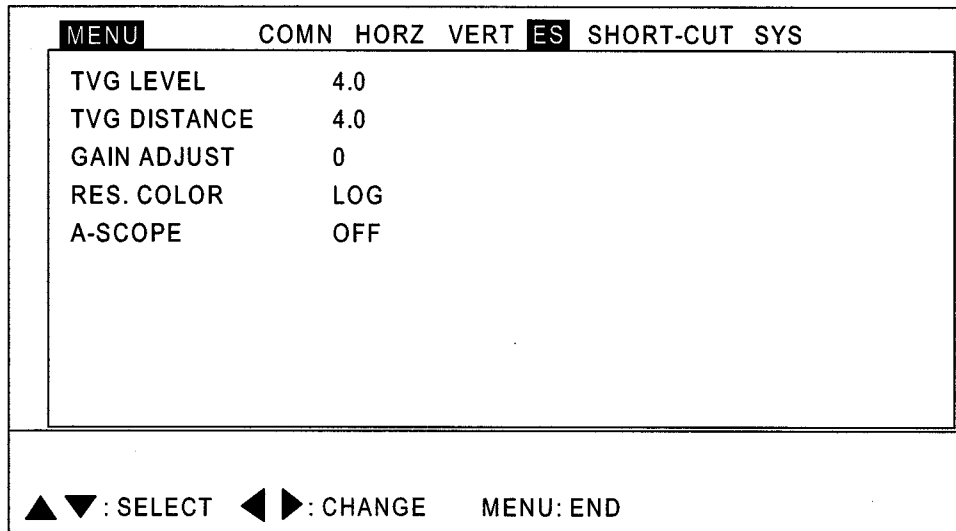 MENU COMN HORZ VERT ES SHORT-CUT SYS
TVG LEVEL 4.0
TVG DISTANCE 4.0
GAIN ADJUST 0
RES. COLOR LOG
A-SCOPE OFF
▲ ▼: SELECT ◀ ▶: CHANGE MENU: END